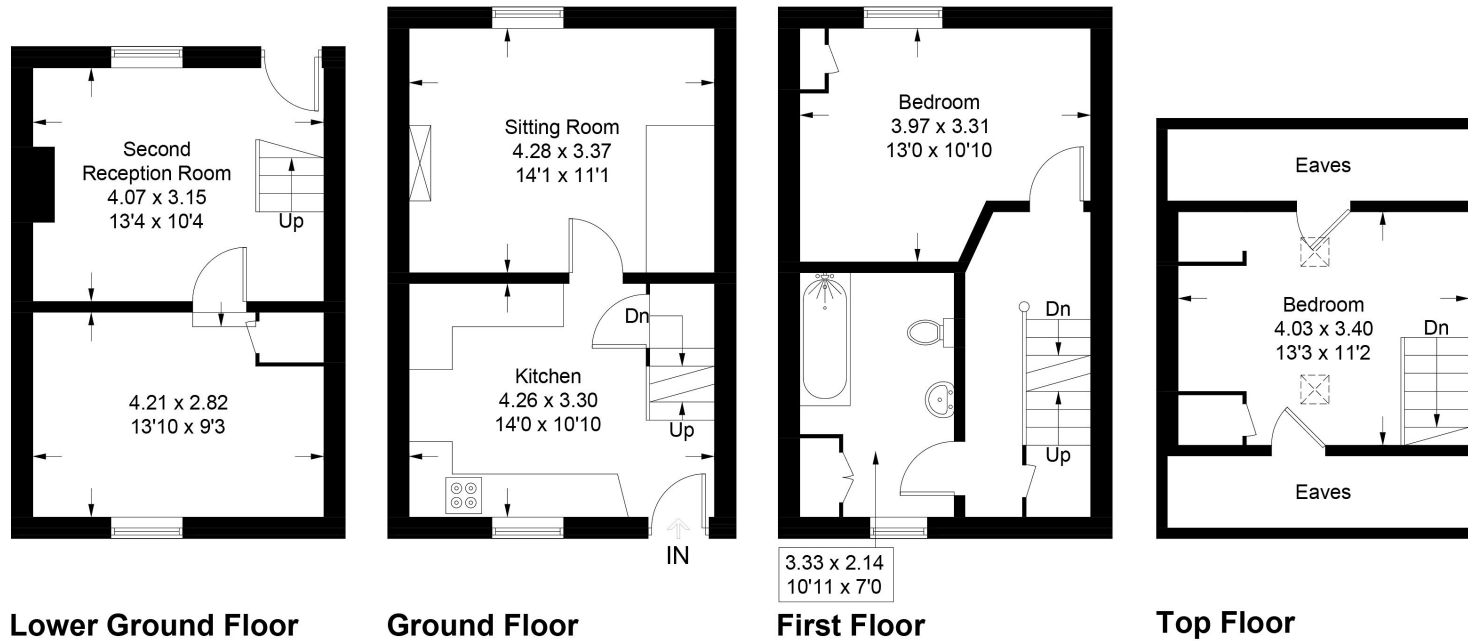 Second
Reception Room
4.07 x 3.15
13'4 x 10'4
Up
4.21 x 2.82
13'10 x 9'3
Lower Ground Floor
Sitting Room
4.28 x 3.37
14'1 x 11'1
Dn
Kitchen
4.26 x 3.30
14'0 x 10'10
Up
IN
Ground Floor
Bedroom
3.97 x 3.31
13'0 x 10'10
Dn
Up
3.33 x 2.14
10'11 x 7'0
First Floor
Eaves
Bedroom
4.03 x 3.40
13'3 x 11'2
Dn
Eaves
Top Floor